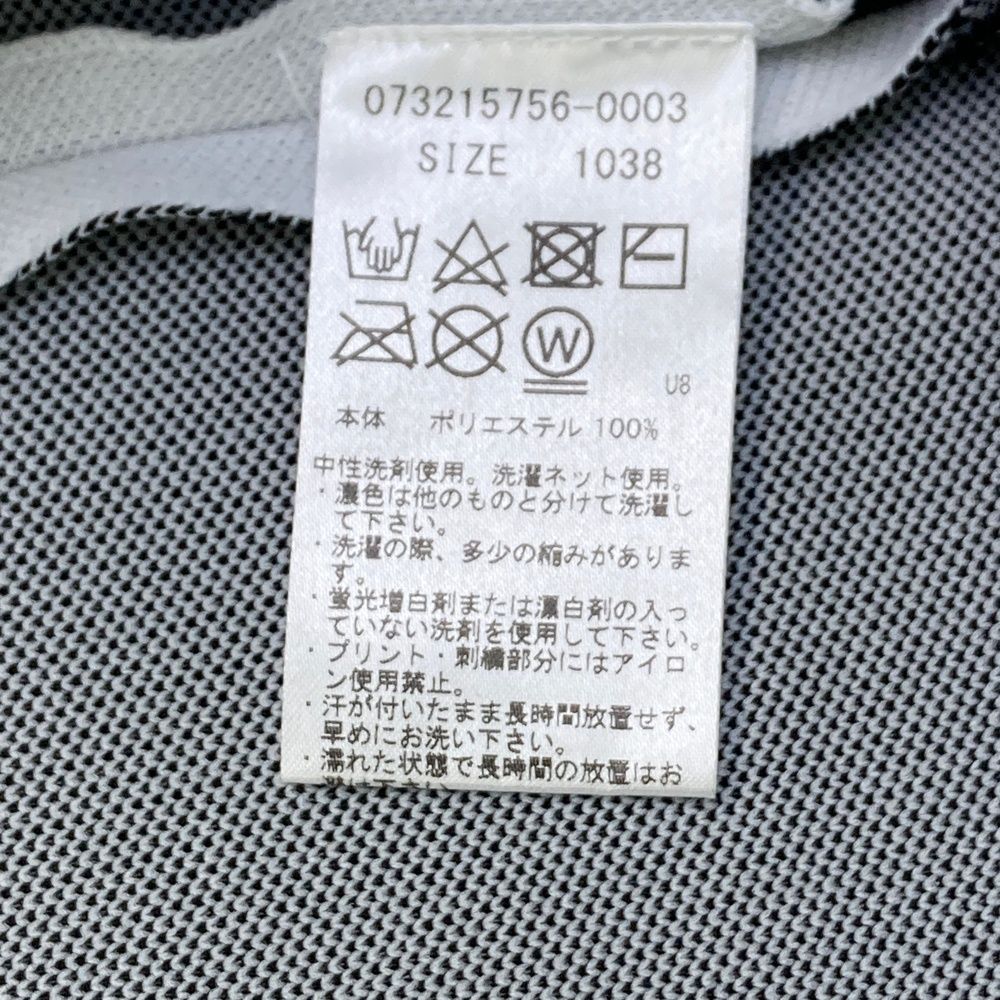 073215756-0003
SIZE 1038
W
U8
本体 ポリエステル 100%
中性洗剤使用。洗濯ネット使用。
・濃色は他のものと分けて洗濯し
て下さい。
・洗濯の際、多少の縮みがありま
す。
・蛍光増白剤または漂白剤の入っ
ていない洗剤を使用して下さい。
・プリント・刺繍部分にはアイロ
ン使用禁止。
・汗が付いたまま長時間放置せず、
早めにお洗い下さい。
・濡れた状態で長時間の放置はお